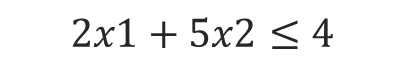 2x1 + 5x2 ≤ 4